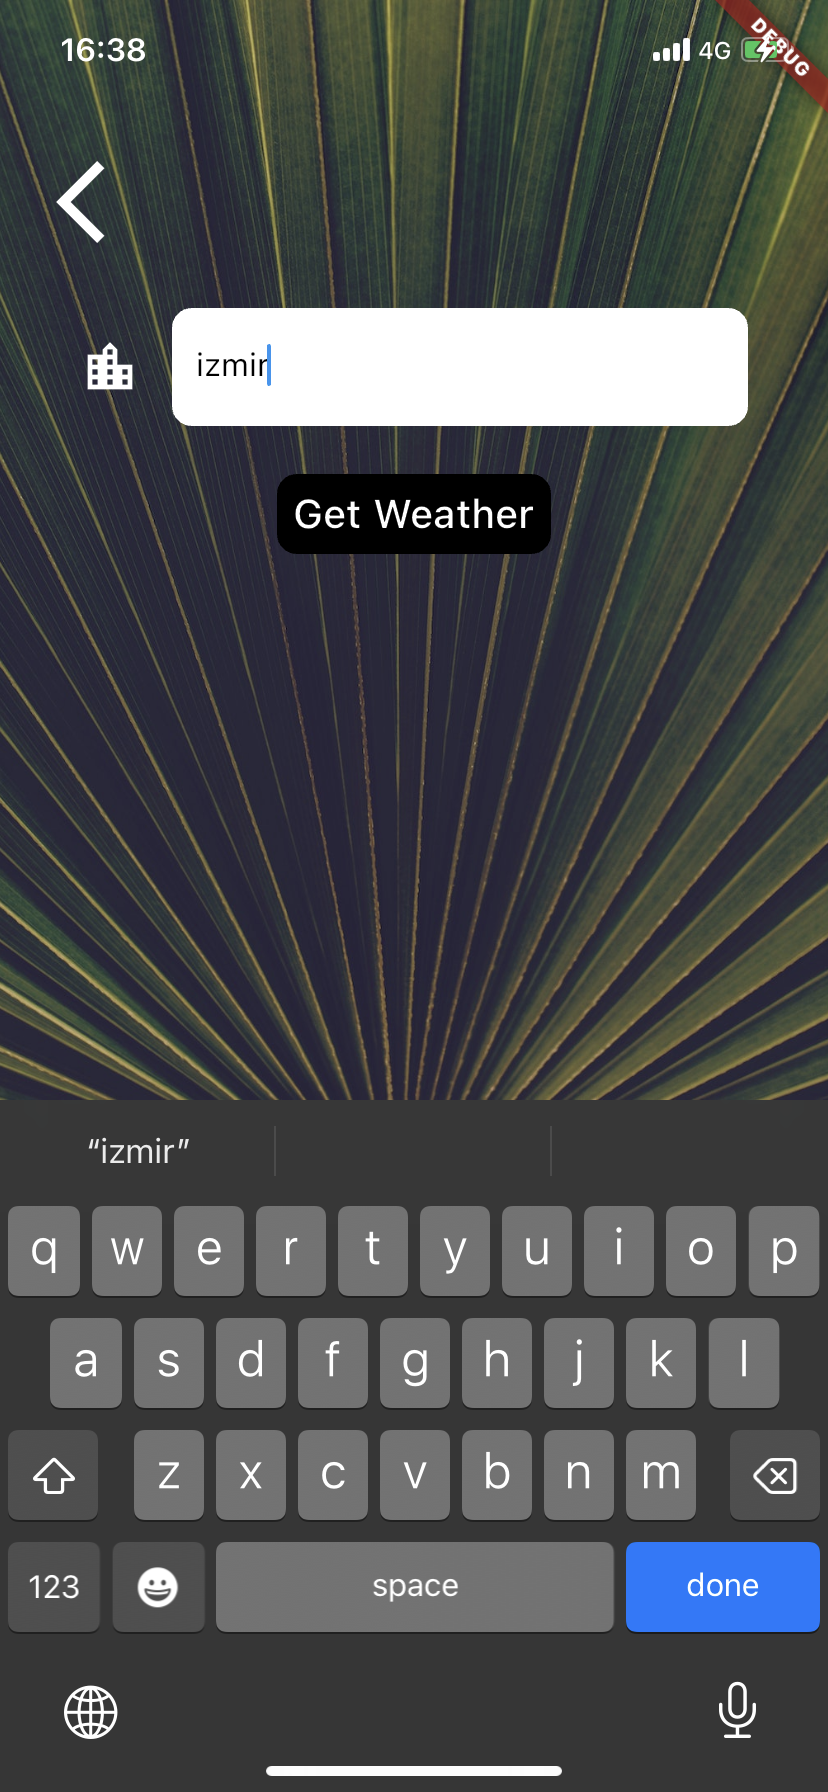 16:38
4G
DEBUG
izmir
Get Weather
“izmir”
q w e r t y u i o p
a s d f g h j k l
z x c v b n m
123 space done